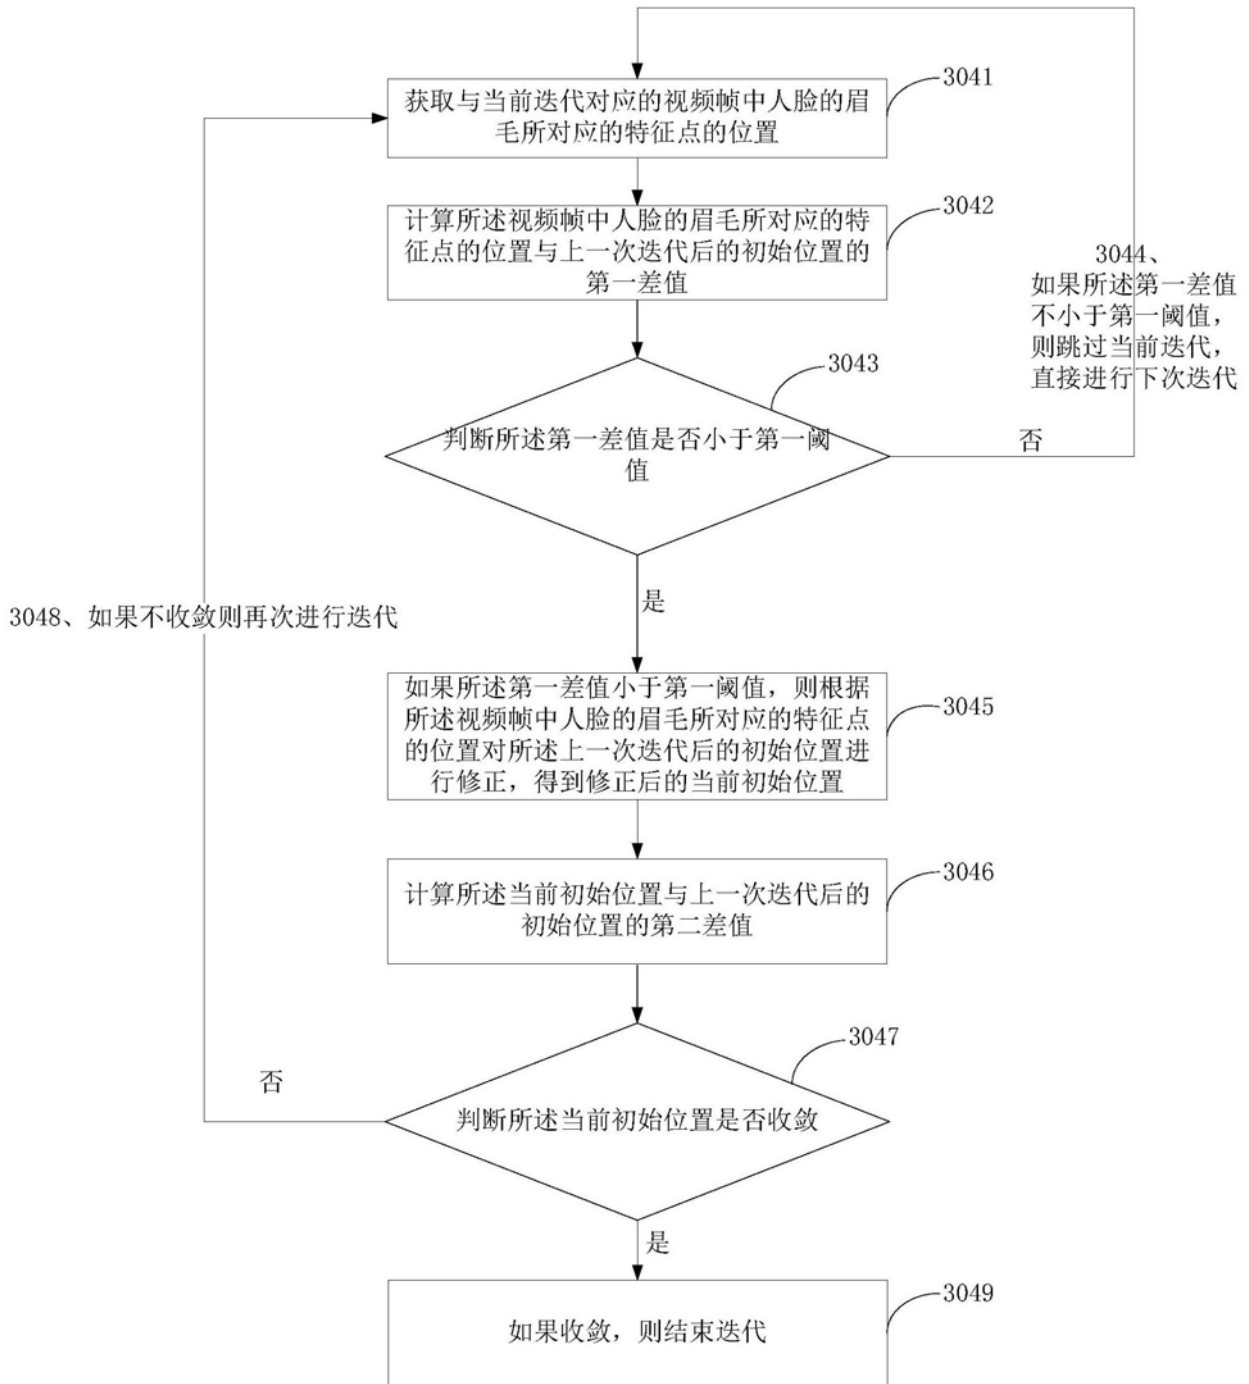 3041
获取与当前迭代对应的视频帧中人脸的眉
毛所对应的特征点的位置
3042
计算所述视频帧中人脸的眉毛所对应的特
征点的位置与上一次迭代后的初始位置的
第一差值
3044、
如果所述第一差值
不小于第一阈值，
则跳过当前迭代，
直接进行下次迭代
3043
判断所述第一差值是否小于第一阈
值
否
是
3048、如果不收敛则再次进行迭代
3045
如果所述第一差值小于第一阈值，则根据
所述视频帧中人脸的眉毛所对应的特征点
的位置对所述上一次迭代后的初始位置进
行修正，得到修正后的当前初始位置
3046
计算所述当前初始位置与上一次迭代后的
初始位置的第二差值
3047
否
判断所述当前初始位置是否收敛
是
3049
如果收敛，则结束迭代